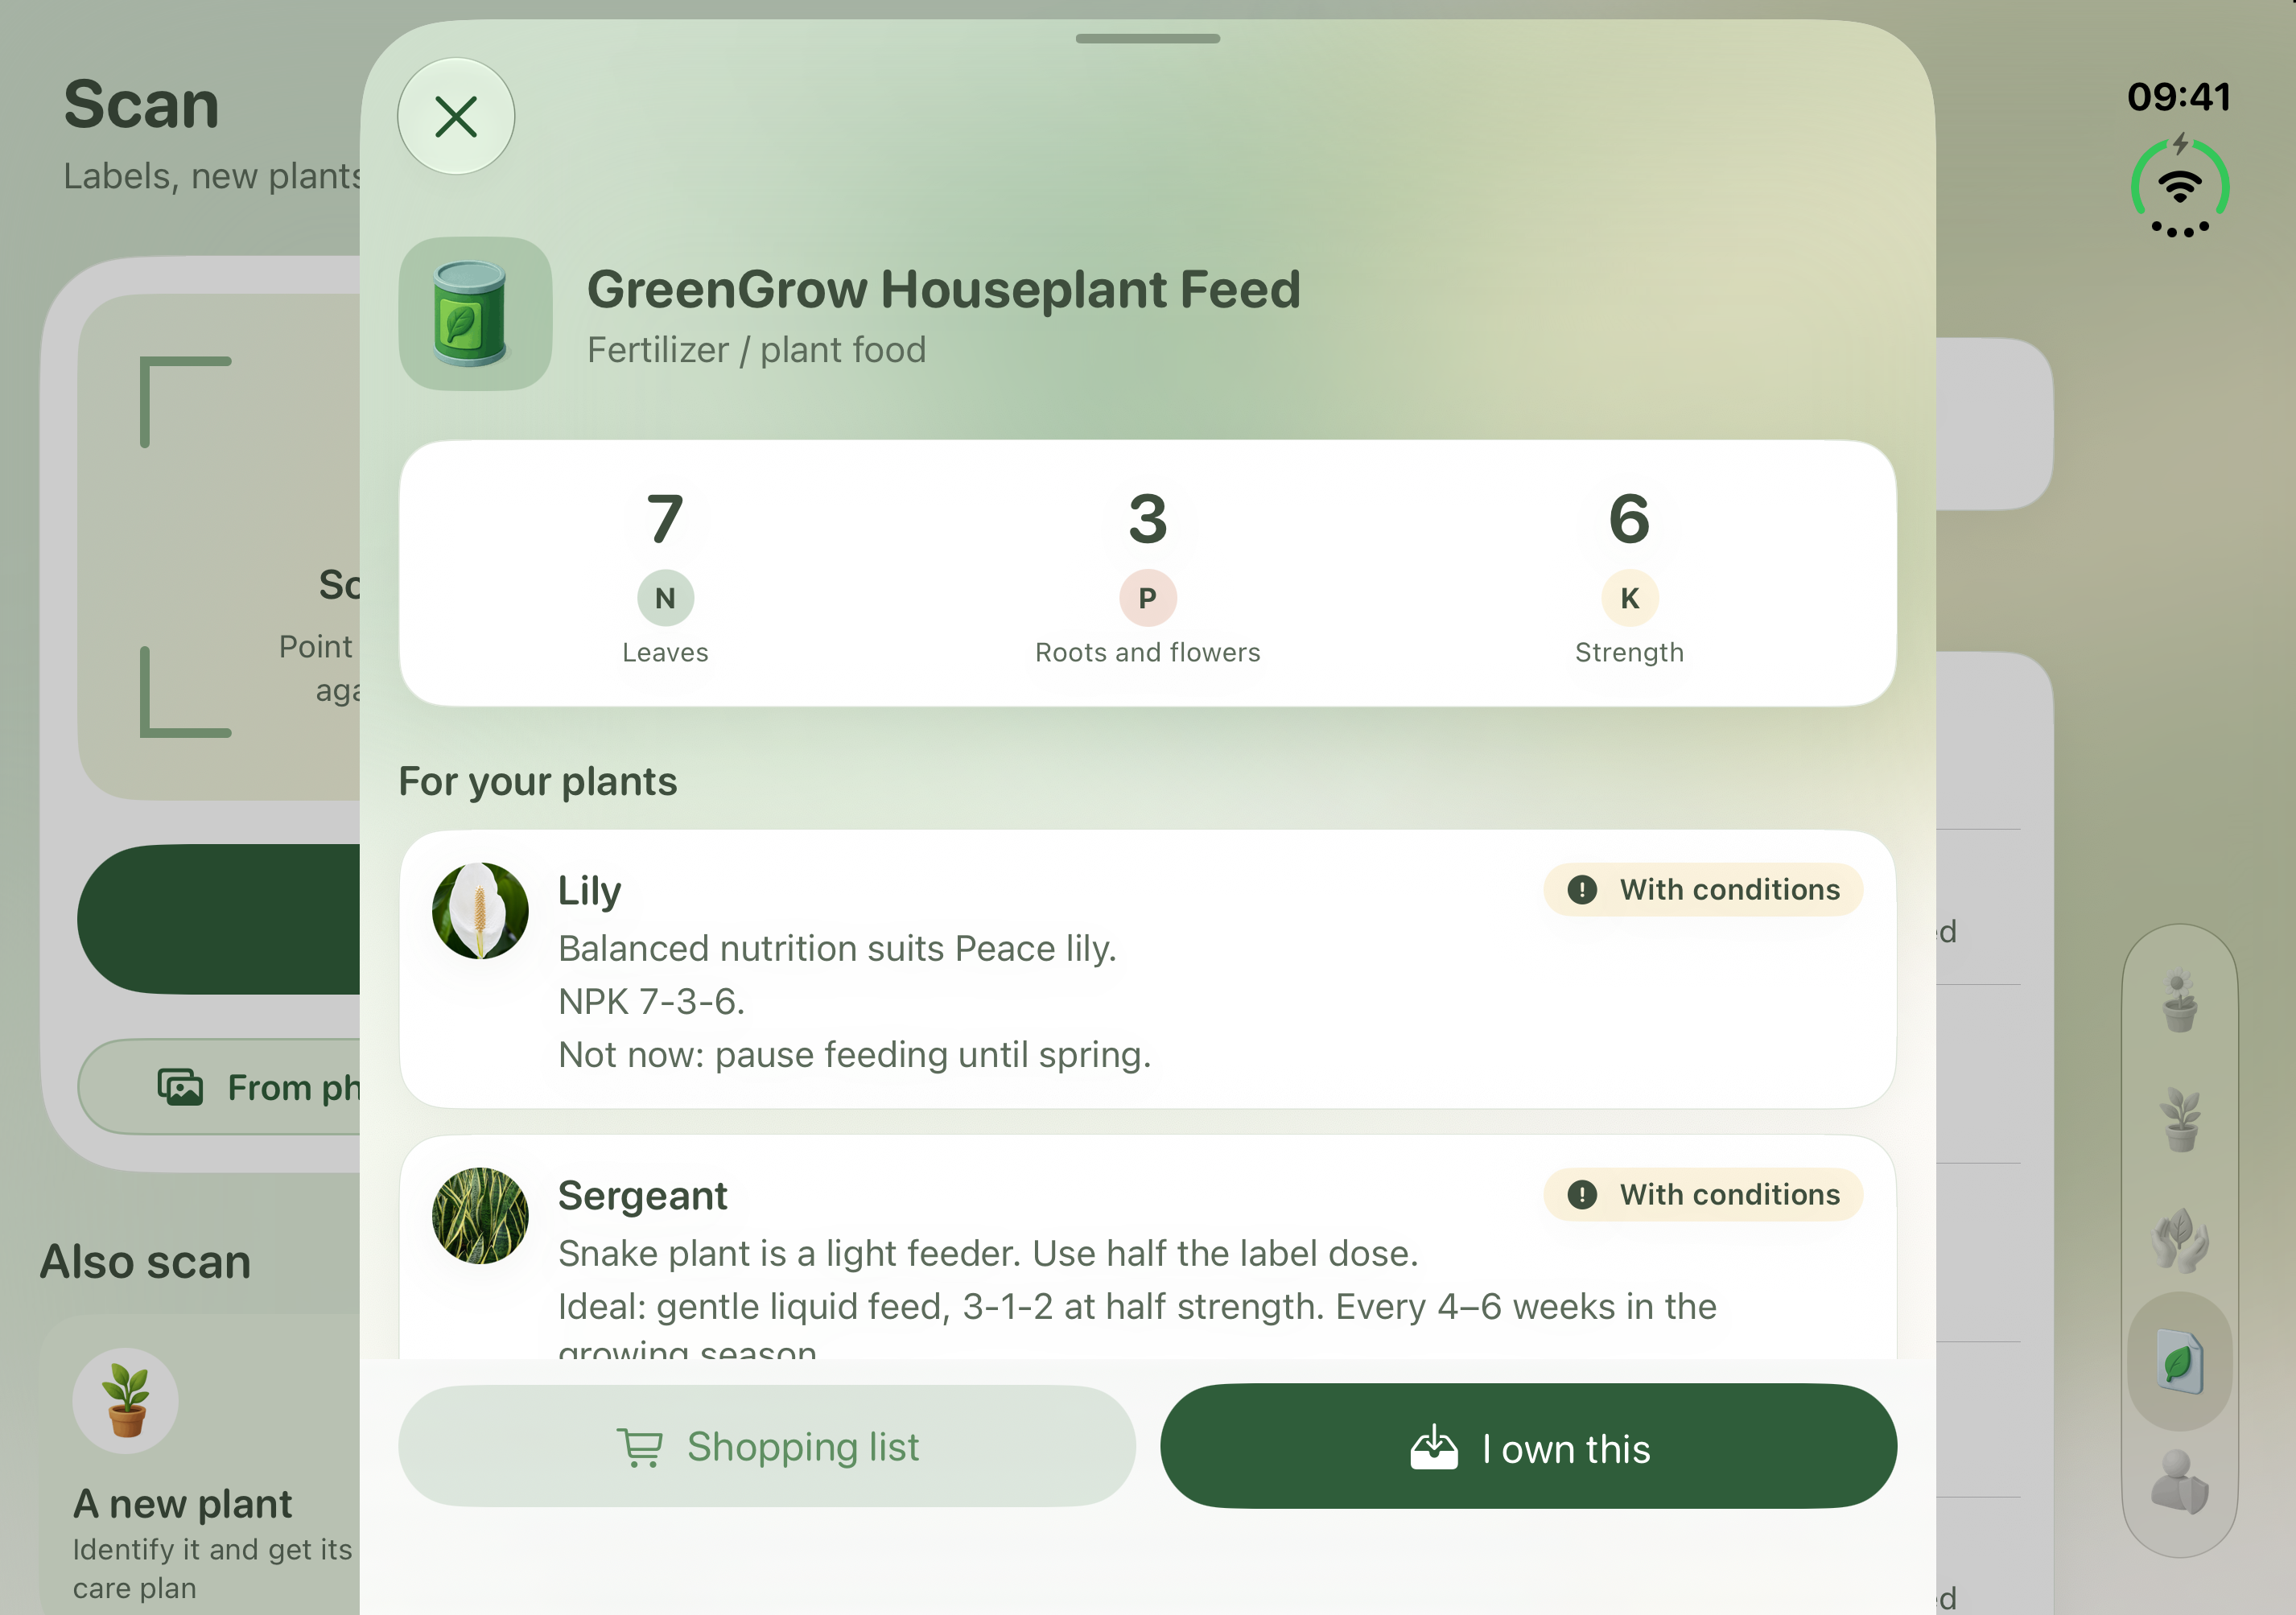 Scan
Labels, new plants
09:41
GreenGrow Houseplant Feed
Fertilizer / plant food
7
3
6
N
P
K
Leaves
Roots and flowers
Strength
Point
For your plants
Lily
With conditions
Balanced nutrition suits Peace lily.
NPK 7-3-6.
Not now: pause feeding until spring.
From ph
Sergeant
With conditions
Snake plant is a light feeder. Use half the label dose.
Ideal: gentle liquid feed, 3-1-2 at half strength. Every 4–6 weeks in the
growing season
Also scan
Shopping list
I own this
A new plant
Identify it and get its
care plan